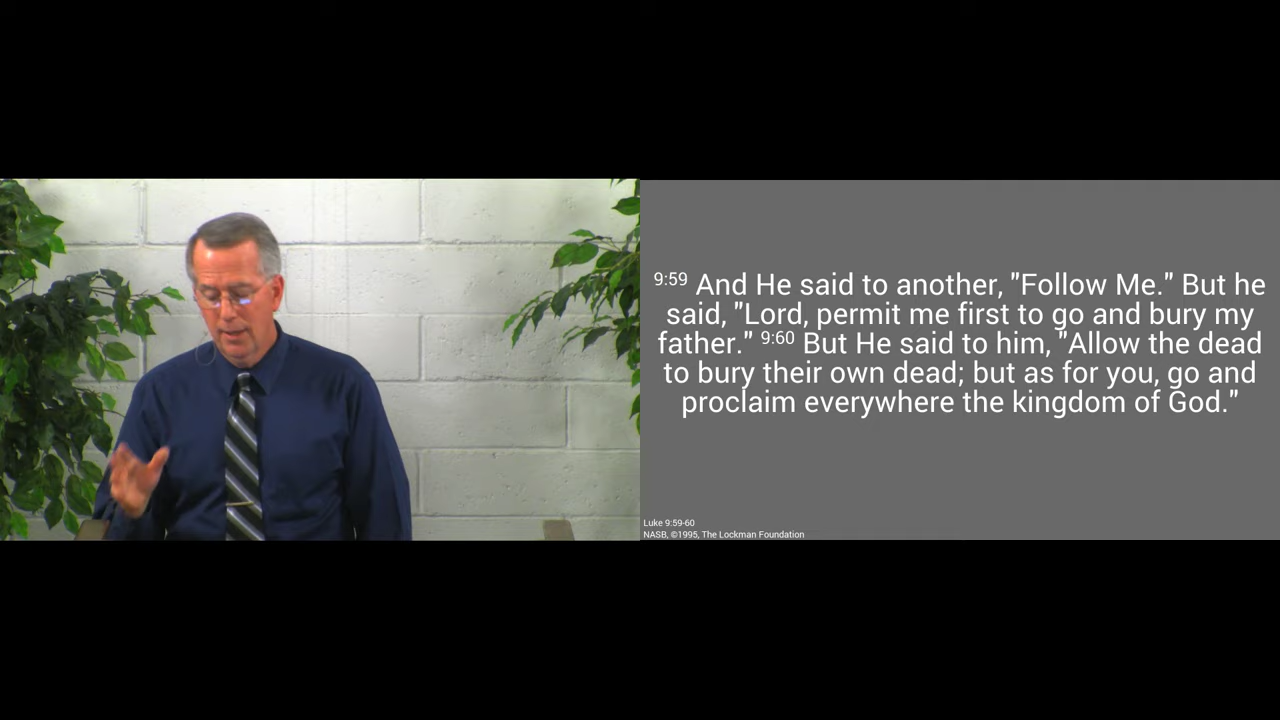 9:59 And He said to another, "Follow Me." But he
said, "Lord, permit me first to go and bury my
father." 9:60 But He said to him, "Allow the dead
to bury their own dead; but as for you, go and
proclaim everywhere the kingdom of God."
Luke 9:59-60
NASB, ©1995, The Lockman Foundation